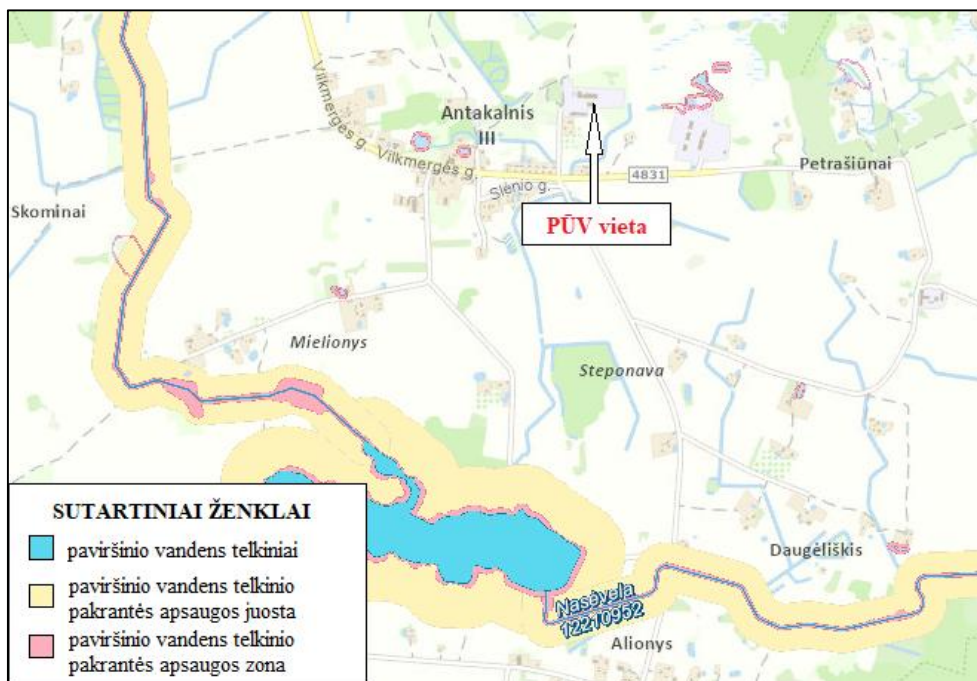 Vilkmergės g.
Antakalnis
III
Vilkmergės g.
Slėnio g.
4831
Petrašiūnai
PŪV vieta
Skominai
Mielionys
Steponava
SUTARTINIAI ŽENKLAI
paviršinio vandens telkiniai
paviršinio vandens telkinio
pakrantės apsaugos juosta
paviršinio vandens telkinio
pakrantės apsaugos zona
Daugėliškis
Nasėvėla
12210952
Alionys